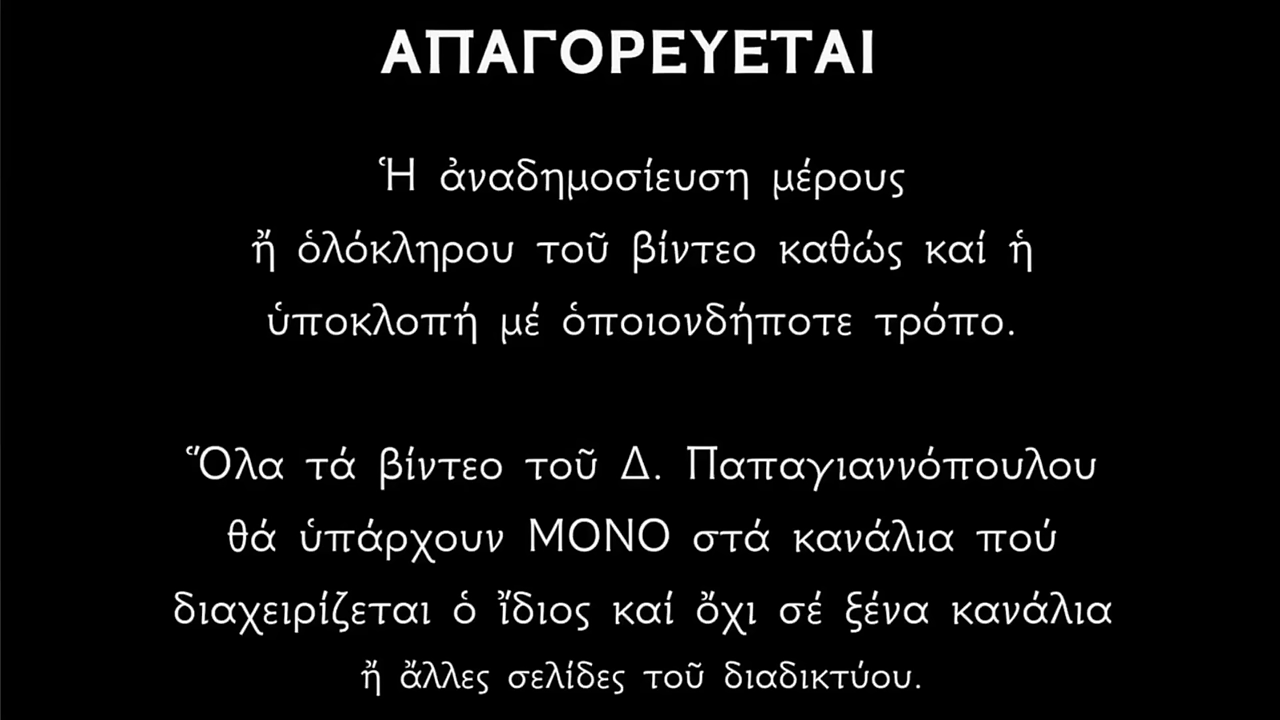 ΑΠΑΓΟΡΕΥΕΤΑΙ
Ἡ ἀναδημοσίευση μέρους
ἤ ὁλόκληρου τοῦ βίντεο καθώς καί ἡ
ὑποκλοπή μέ ὁποιονδήποτε τρόπο.
Ὅλα τά βίντεο τοῦ Δ. Παπαγιαννόπουλου
θά ὑπάρχουν ΜΟΝΟ στά κανάλια πού
διαχειρίζεται ὁ ἴδιος καί ὄχι σέ ξένα κανάλια
ἤ ἄλλες σελίδες τοῦ διαδικτύου.